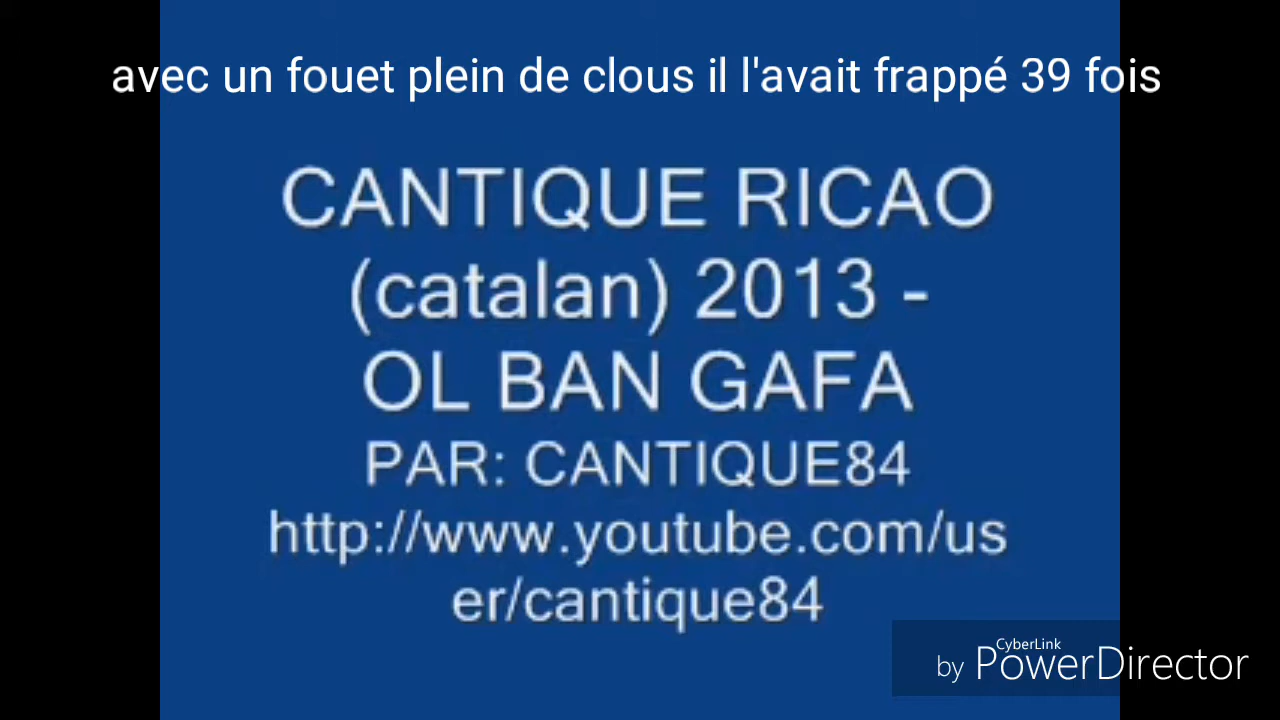 avec un fouet plein de clous il l'avait frappé 39 fois
CANTIQUE RICAO
(catalan) 2013 -
OL BAN GAFA
PAR: CANTIQUE84
http://www.youtube.com/us
er/cantique84
CyberLink
by PowerDirector